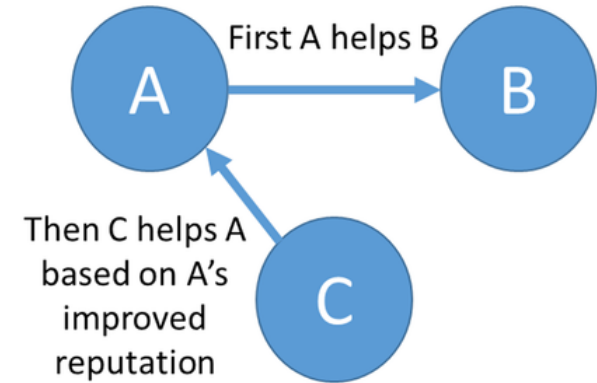 First A helps B
A
B
Then C helps A
based on A's
improved
reputation
C